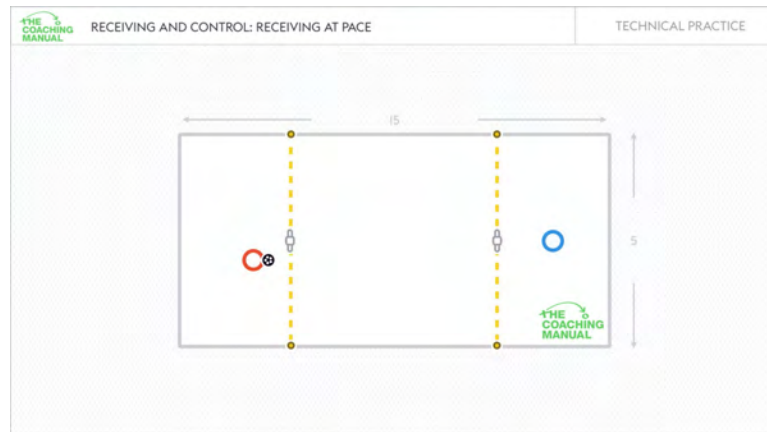 THE
COACHING
MANUAL
RECEIVING AND CONTROL: RECEIVING AT PACE
TECHNICAL PRACTICE
15
5
THE
COACHING
MANUAL